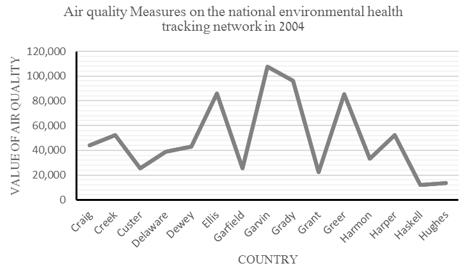 Air quality Measures on the national environmental health
tracking network in 2004
VALUE OF AIR QUALITY
120,000
100,000
80,000
60,000
40,000
20,000
0
Craig
Creek
Custer
Delaware
Dewey
Ellis
Garfield
Garvin
Grady
Grant
Greer
Harmon
Harper
Haskell
Hughes
COUNTRY